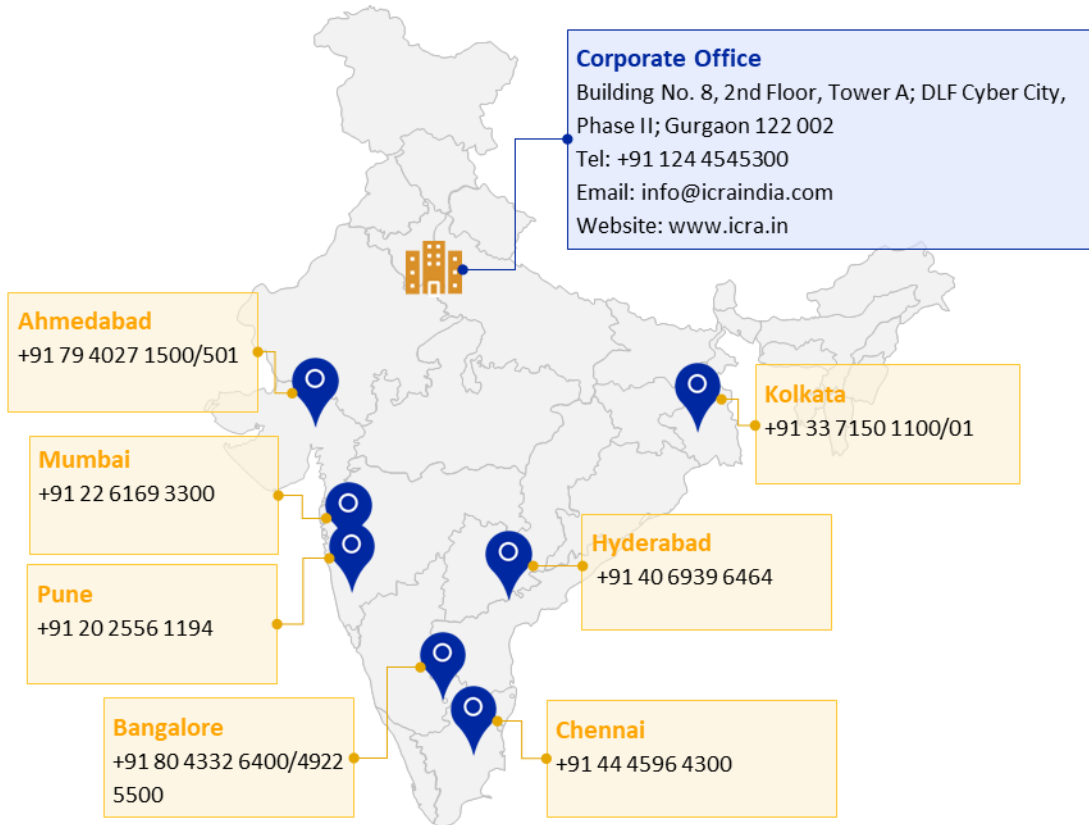 Corporate Office
Building No. 8, 2nd Floor, Tower A; DLF Cyber City,
Phase II; Gurgaon 122 002
Tel: +91 124 4545300
Email: info@icraindia.com
Website: www.icra.in
Ahmedabad
+91 79 4027 1500/501
Kolkata
+91 33 7150 1100/01
Mumbai
+91 22 6169 3300
Hyderabad
+91 40 6939 6464
Pune
+91 20 2556 1194
Bangalore
+91 80 4332 6400/4922
5500
Chennai
+91 44 4596 4300